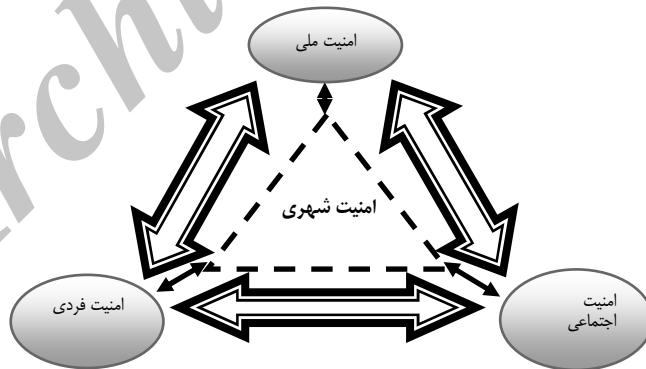 امنیت ملی
امنیت شهری
امنیت فردی
امنیت
اجتماعی